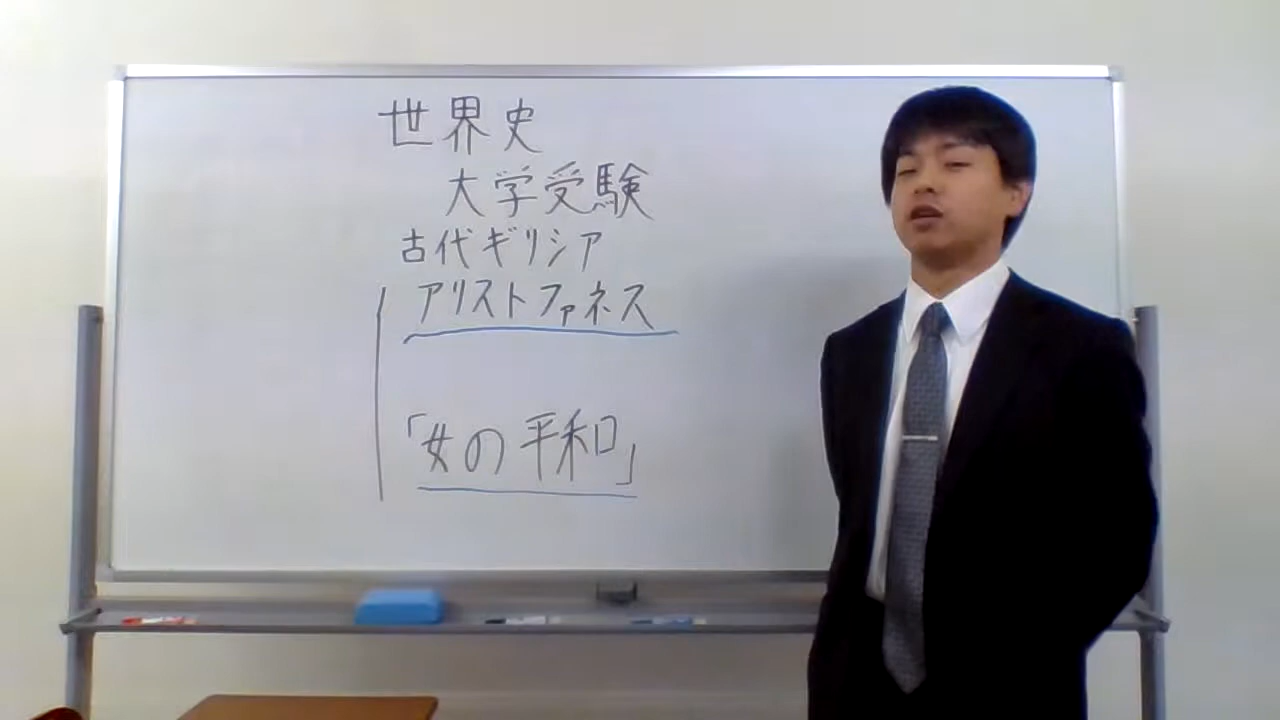 世界史
大学受験
古代ギリシア
アリストファネス
「女の平和」